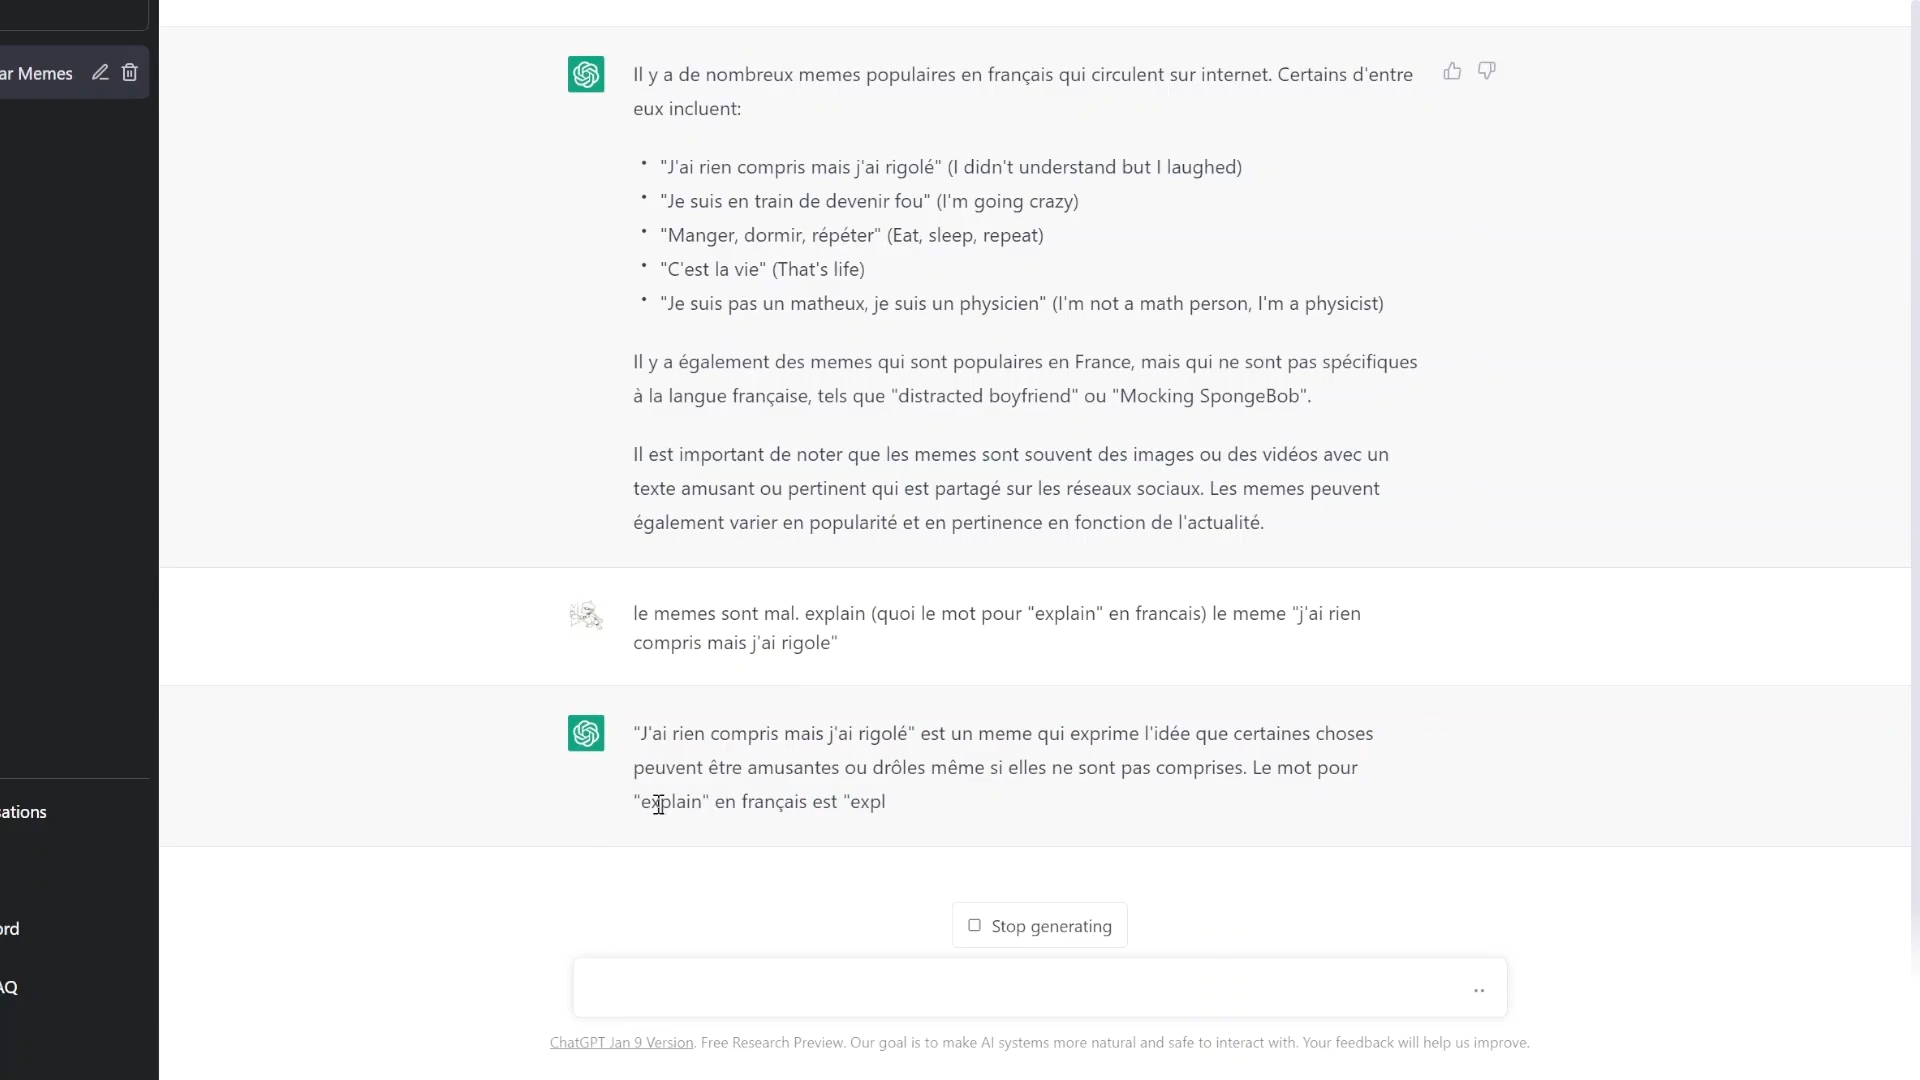 ar Memes
Il y a de nombreux memes populaires en français qui circulent sur internet. Certains d'entre
eux incluent:
• "J'ai rien compris mais j'ai rigolé" (I didn't understand but I laughed)
• "Je suis en train de devenir fou" (I'm going crazy)
• "Manger, dormir, répéter" (Eat, sleep, repeat)
• "C'est la vie" (That's life)
• "Je suis pas un matheux, je suis un physicien" (I'm not a math person, I'm a physicist)
Il y a également des memes qui sont populaires en France, mais qui ne sont pas spécifiques
à la langue française, tels que "distracted boyfriend" ou "Mocking SpongeBob".
Il est important de noter que les memes sont souvent des images ou des vidéos avec un
texte amusant ou pertinent qui est partagé sur les réseaux sociaux. Les memes peuvent
également varier en popularité et en pertinence en fonction de l'actualité.
le memes sont mal. explain (quoi le mot pour "explain" en francais) le meme "j'ai rien
compris mais j'ai rigole"
"J'ai rien compris mais j'ai rigolé" est un meme qui exprime l'idée que certaines choses
peuvent être amusantes ou drôles même si elles ne sont pas comprises. Le mot pour
"explain" en français est "expl
sations
ord
AQ
Stop generating
ChatGPT Jan 9 Version. Free Research Preview. Our goal is to make AI systems more natural and safe to interact with. Your feedback will help us improve.